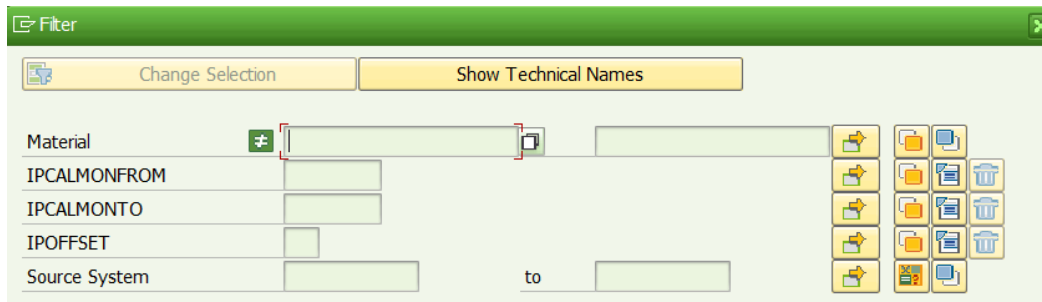 Filter
Change Selection
Show Technical Names
Material
IPCALMONFROM
IPCALMONTO
IPOFFSET
Source System to